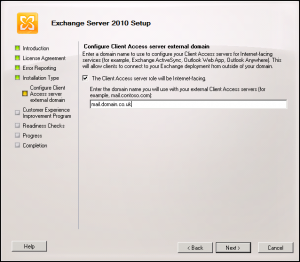 Exchange Server 2010 Setup
Introduction
License Agreement
Error Reporting
Installation Type
Configure Client
Access server
external domain
Customer Experience
Improvement Program
Readiness Checks
Progress
Completion
Configure Client Access server external domain
Enter a domain name to use to configure your Client Access servers for Internet-facing
services (for example, Exchange ActiveSync, Outlook Web App, Outlook Anywhere). This
will allow clients to connect to your Exchange deployment from outside of your domain.
The Client Access server role will be Internet-facing.
Enter the domain name you will use with your external Client Access servers (for
example, mail.contoso.com):
mail.domain.co.uk
Help
< Back
Next >
Cancel